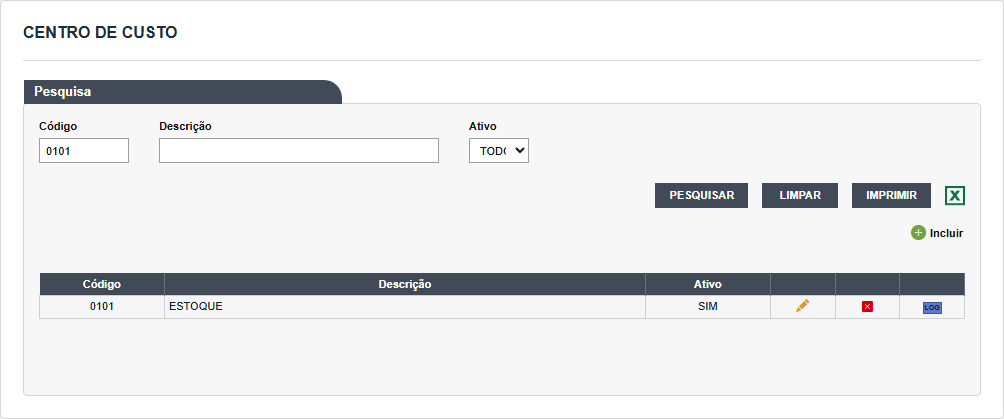 CENTRO DE CUSTO
Pesquisa
Código Descrição Ativo
0101 TODO
PESQUISAR LIMPAR IMPRIMIR X
Incluir
Código Descrição Ativo
0101 ESTOQUE SIM LOG